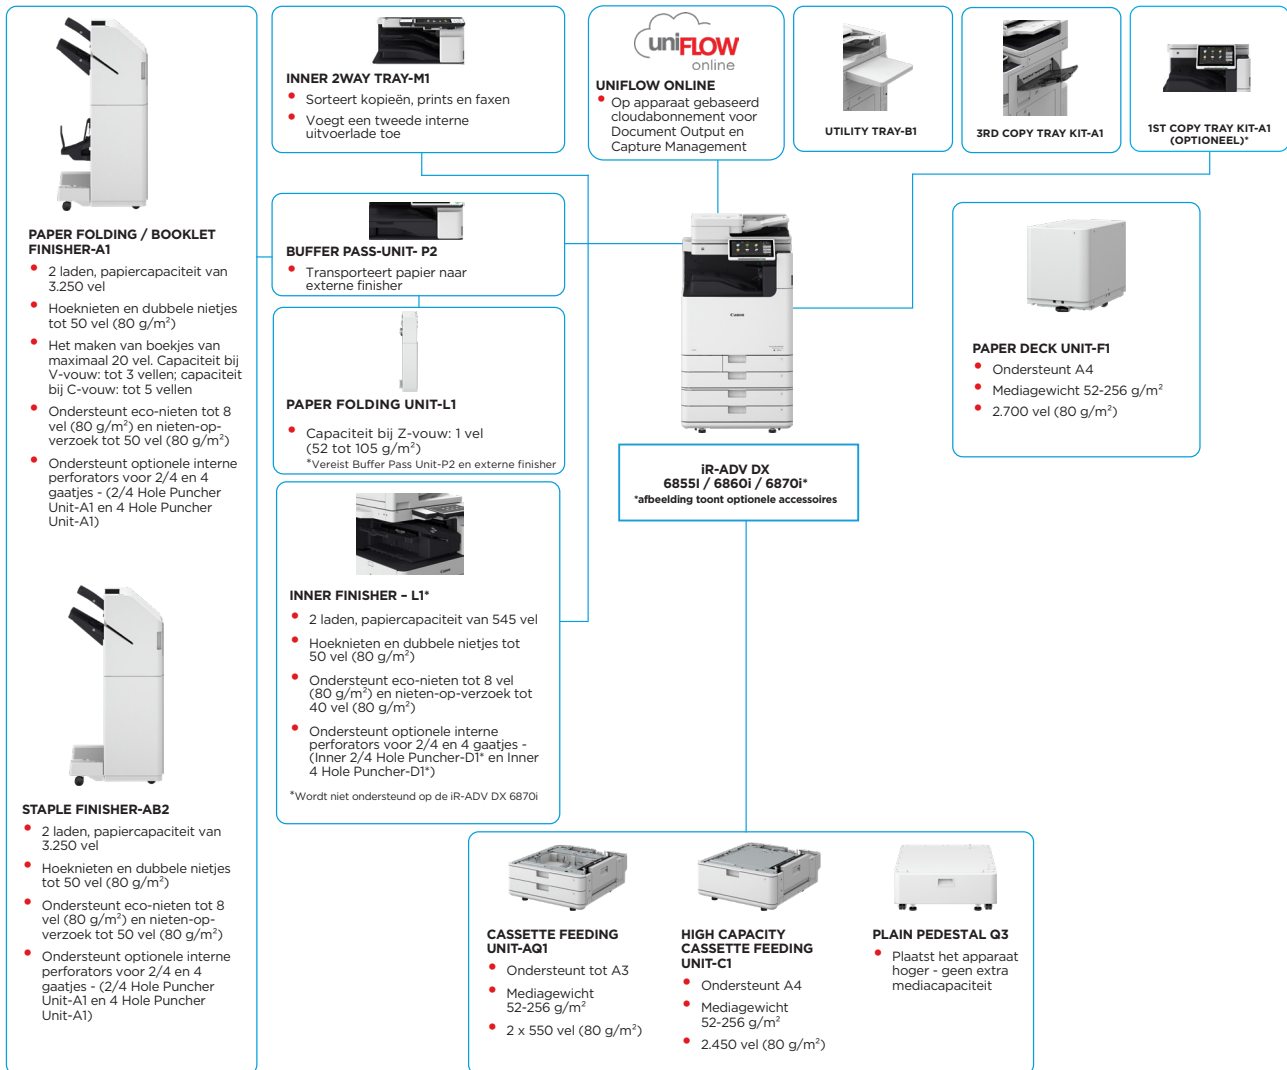 PAPER FOLDING / BOOKLET
FINISHER-A1
• 2 laden, papiercapaciteit van
3.250 vel
• Hoeknieten en dubbele nietjes
tot 50 vel (80 g/m²)
• Het maken van boekjes van
maximaal 20 vel. Capaciteit bij
V-vouw: tot 3 vellen; capaciteit
bij C-vouw: tot 5 vellen
• Ondersteunt eco-nieten tot 8
vel (80 g/m²) en nieten-op-
verzoek tot 50 vel (80 g/m²)
• Ondersteunt optionele interne
perforators voor 2/4 en 4
gaatjes - (2/4 Hole Puncher
Unit-A1 en 4 Hole Puncher
Unit-A1)
STAPLE FINISHER-AB2
• 2 laden, papiercapaciteit van
3.250 vel
• Hoeknieten en dubbele nietjes
tot 50 vel (80 g/m²)
• Ondersteunt eco-nieten tot 8
vel (80 g/m²) en nieten-op-
verzoek tot 50 vel (80 g/m²)
• Ondersteunt optionele interne
perforators voor 2/4 en 4
gaatjes - (2/4 Hole Puncher
Unit-A1 en 4 Hole Puncher
Unit-A1)
INNER 2WAY TRAY-M1
• Sorteert kopieën, prints en faxen
• Voegt een tweede interne
uitvoerlade toe
BUFFER PASS-UNIT- P2
• Transporteert papier naar
externe finisher
PAPER FOLDING UNIT-L1
• Capaciteit bij Z-vouw: 1 vel
(52 tot 105 g/m²)
*Vereist Buffer Pass Unit-P2 en externe finisher
INNER FINISHER – L1*
• 2 laden, papiercapaciteit van 545 vel
• Hoeknieten en dubbele nietjes tot
50 vel (80 g/m²)
• Ondersteunt eco-nieten tot 8 vel
(80 g/m²) en nieten-op-verzoek tot
40 vel (80 g/m²)
• Ondersteunt optionele interne
perforators voor 2/4 en 4 gaatjes -
(Inner 2/4 Hole Puncher-D1* en Inner
4 Hole Puncher-D1*)
*Wordt niet ondersteund op de iR-ADV DX 6870i
uniFLOW
online
UNIFLOW ONLINE
• Op apparaat gebaseerd
cloudabonnement voor
Document Output en
Capture Management
UTILITY TRAY-B1
3RD COPY TRAY KIT-A1
1ST COPY TRAY KIT-A1
(OPTIONEEL)*
Canon
iR-ADV DX
6855I / 6860i / 6870i*
*afbeelding toont optionele accessoires
PAPER DECK UNIT-F1
• Ondersteunt A4
• Mediagewicht 52-256 g/m²
• 2.700 vel (80 g/m²)
CASSETTE FEEDING
UNIT-AQ1
• Ondersteunt tot A3
• Mediagewicht
52-256 g/m²
• 2 x 550 vel (80 g/m²)
HIGH CAPACITY
CASSETTE FEEDING
UNIT-C1
• Ondersteunt A4
• Mediagewicht
52-256 g/m²
• 2.450 vel (80 g/m²)
PLAIN PEDESTAL Q3
• Plaatst het apparaat
hoger - geen extra
mediacapaciteit